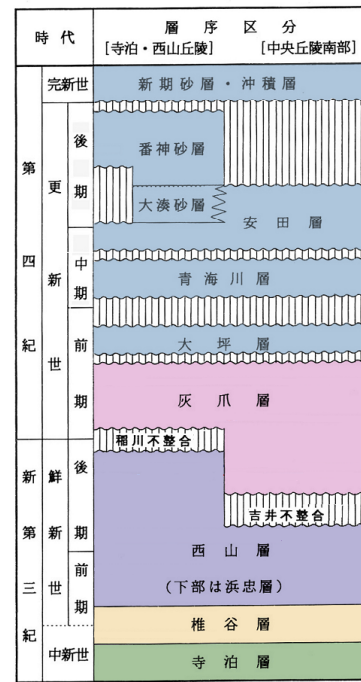 時代
層序区分
[寺泊・西山丘陵] [中央丘陵南部]
第四紀
完新世
新期砂層・沖積層
更新世
後期
番神砂層
大湊砂層
安田層
中期
青海川層
前期
大坪層
灰爪層
稲川不整合
新第三紀
鮮新世
後期
吉井不整合
西山層
(下部は浜忠層)
前期
椎谷層
中新世
寺泊層